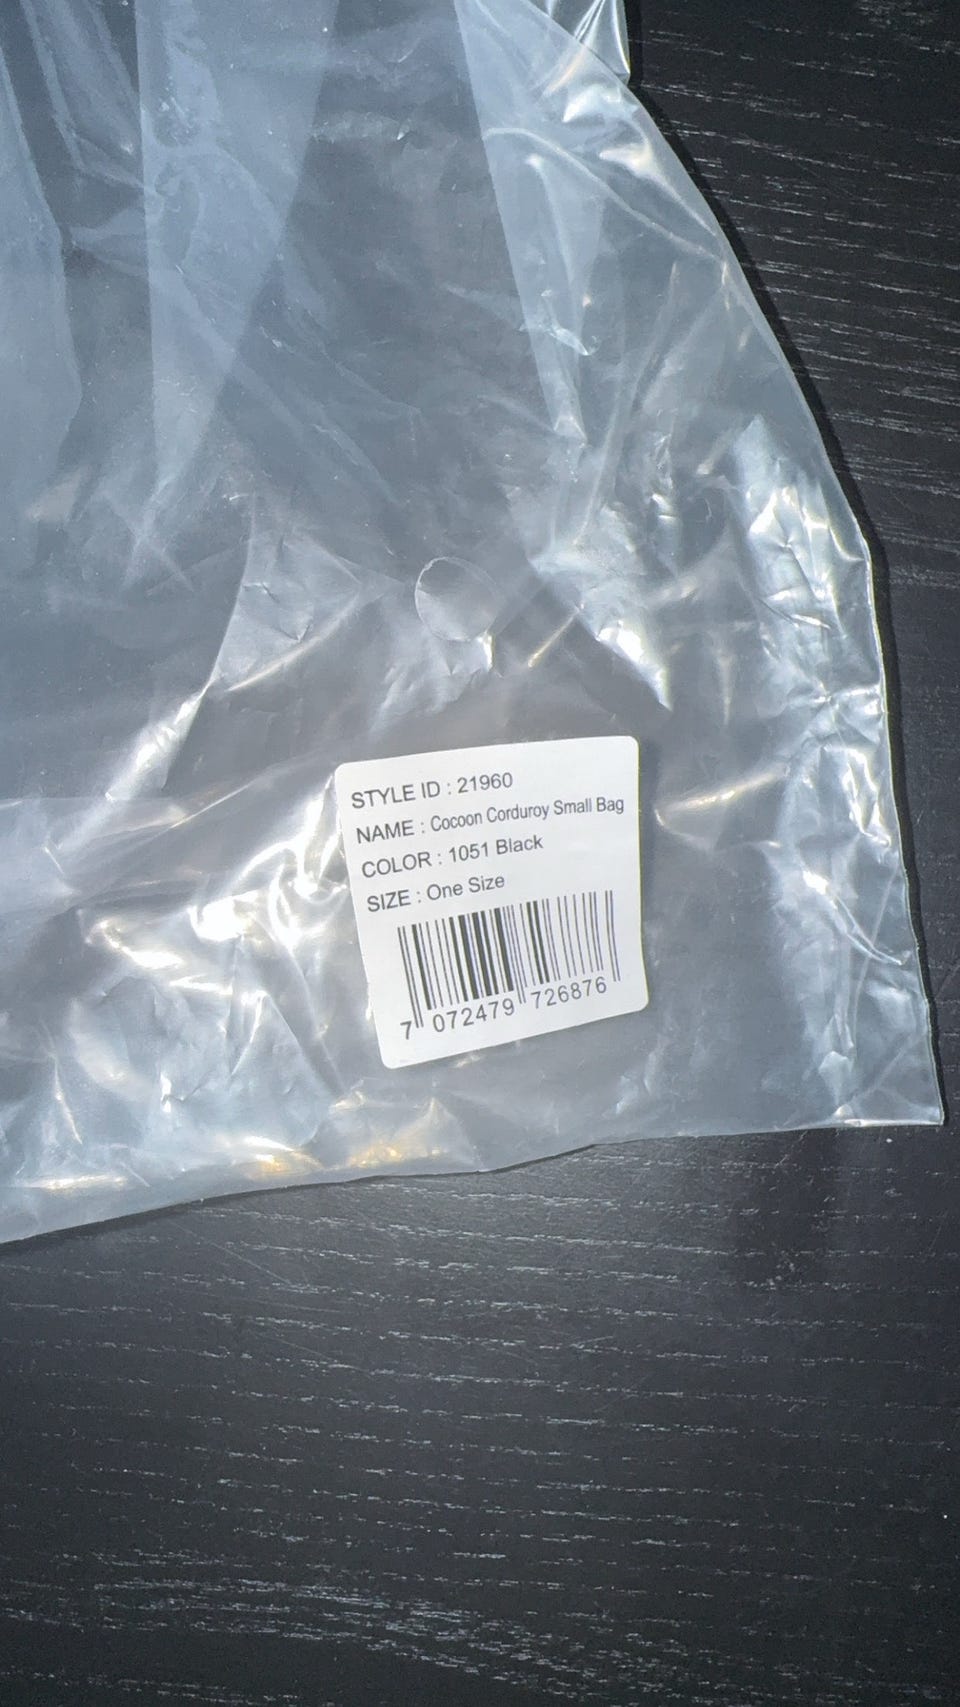 STYLE ID : 21960
NAME : Cocoon Corduroy Small Bag
COLOR : 1051 Black
SIZE : One Size
7 072479 726876